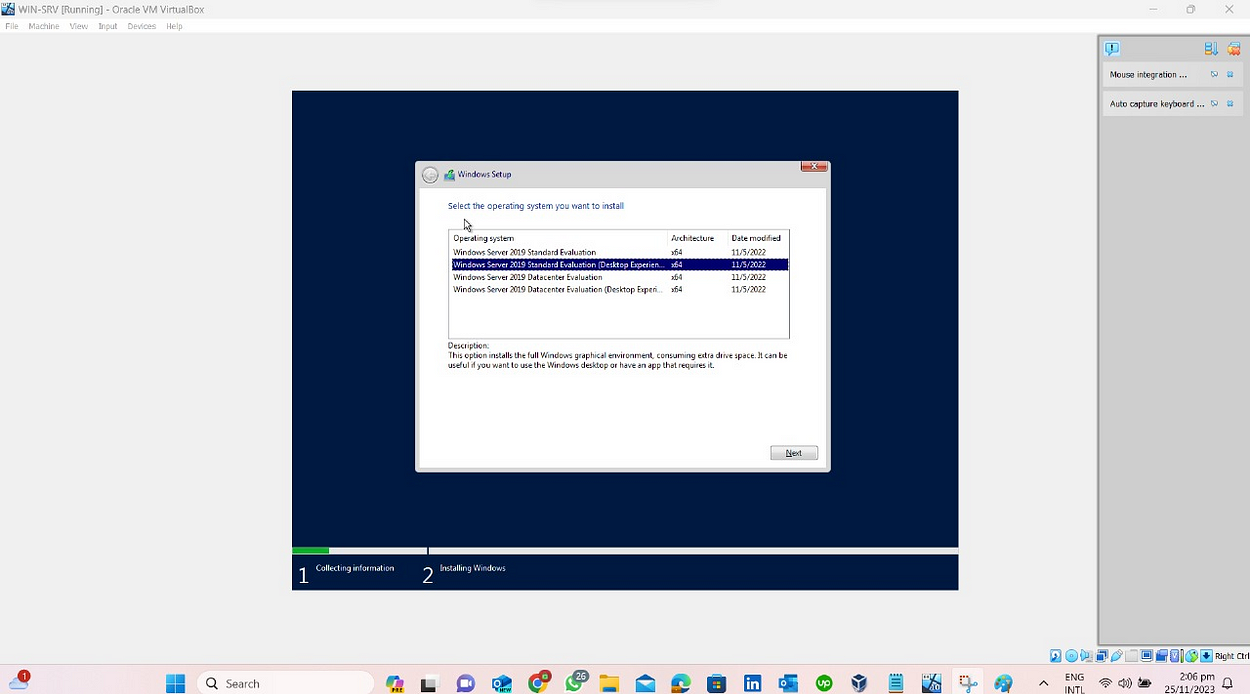 WIN-SRV [Running] - Oracle VM VirtualBox
File Machine View Input Devices Help
Mouse integration ...
Auto capture keyboard ...
Windows Setup
Select the operating system you want to install
Operating system Architecture Date modified
Windows Server 2019 Standard Evaluation x64 11/5/2022
Windows Server 2019 Standard Evaluation (Desktop Experien... x64 11/5/2022
Windows Server 2019 Datacenter Evaluation x64 11/5/2022
Windows Server 2019 Datacenter Evaluation (Desktop Experi... x64 11/5/2022
Description:
This option installs the full Windows graphical environment, consuming extra drive space. It can be
useful if you want to use the Windows desktop or have an app that requires it.
Next
1 Collecting information 2 Installing Windows
Right Ctrl
1
Search
PRE
NEW
26
up
in
ENG
INTL
2:06 pm
25/11/2023